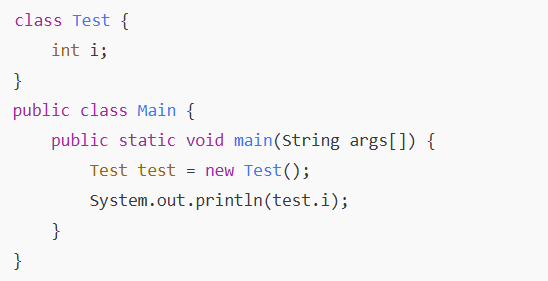 class Test {
    int i;
}
public class Main {
    public static void main(String args[]) {
        Test test = new Test();
        System.out.println(test.i);
    }
}